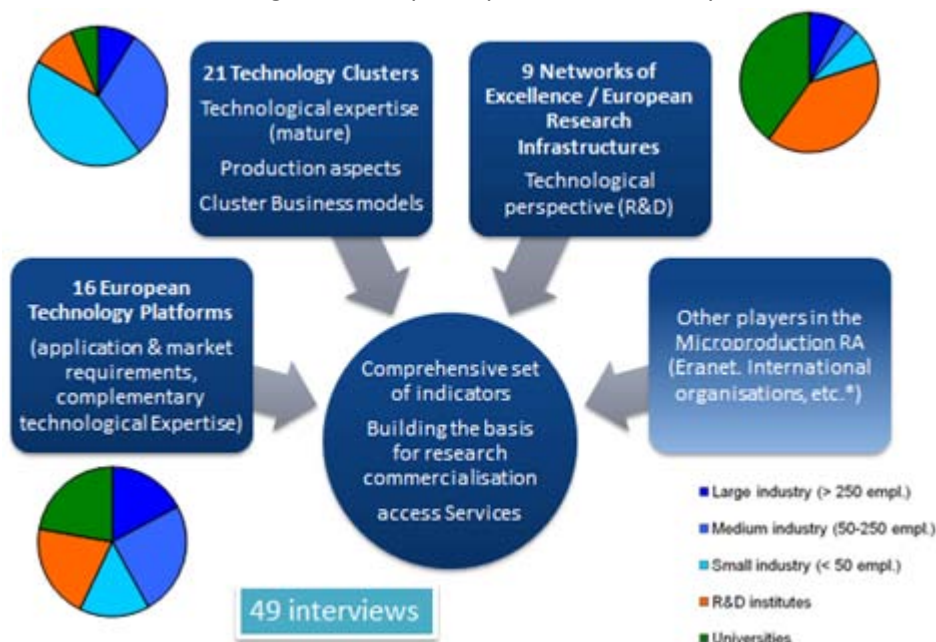 21 Technology Clusters
Technological expertise
(mature)
Production aspects
Cluster Business models
9 Networks of
Excellence / European
Research
Infrastructures
Technological
perspective (R&D)
16 European
Technology Platforms
(application & market
requirements,
complementary
technological Expertise)
Comprehensive set
of indicators
Building the basis
for research
commercialisation
access Services
Other players in the
Microproduction RA
(Eranet. International
organisations, etc.*)
49 interviews
Large industry (> 250 empl.)
Medium industry (50-250 empl.)
Small industry (< 50 empl.)
R&D institutes
Universities